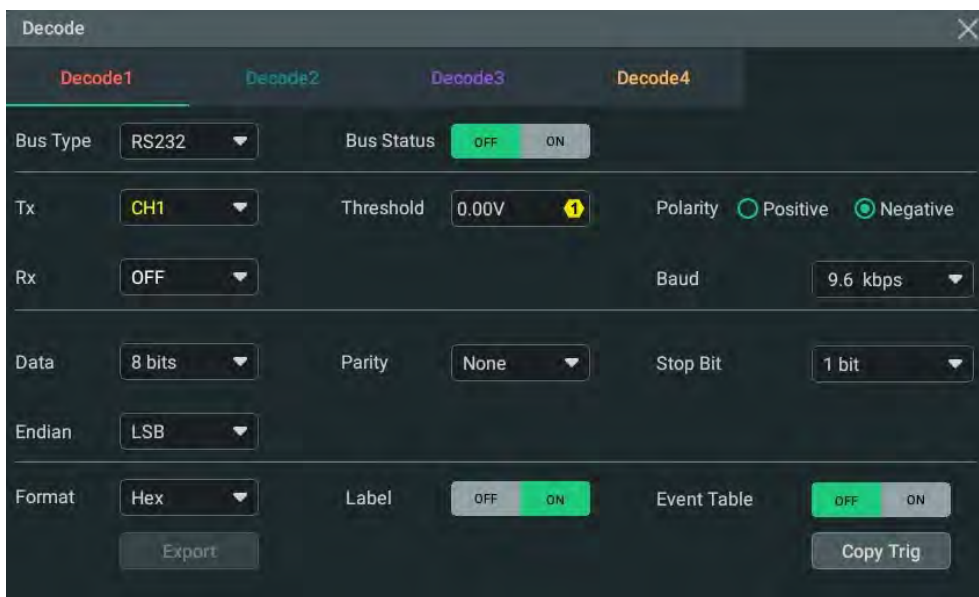 Decode
Decode1 Decode2 Decode3 Decode4
Bus Type RS232 Bus Status OFF ON
Tx CH1 Threshold 0.00V 1 Polarity Positive Negative
Rx OFF Baud 9.6 kbps
Data 8 bits Parity None Stop Bit 1 bit
Endian LSB
Format Hex Label OFF ON Event Table OFF ON
Export Copy Trig